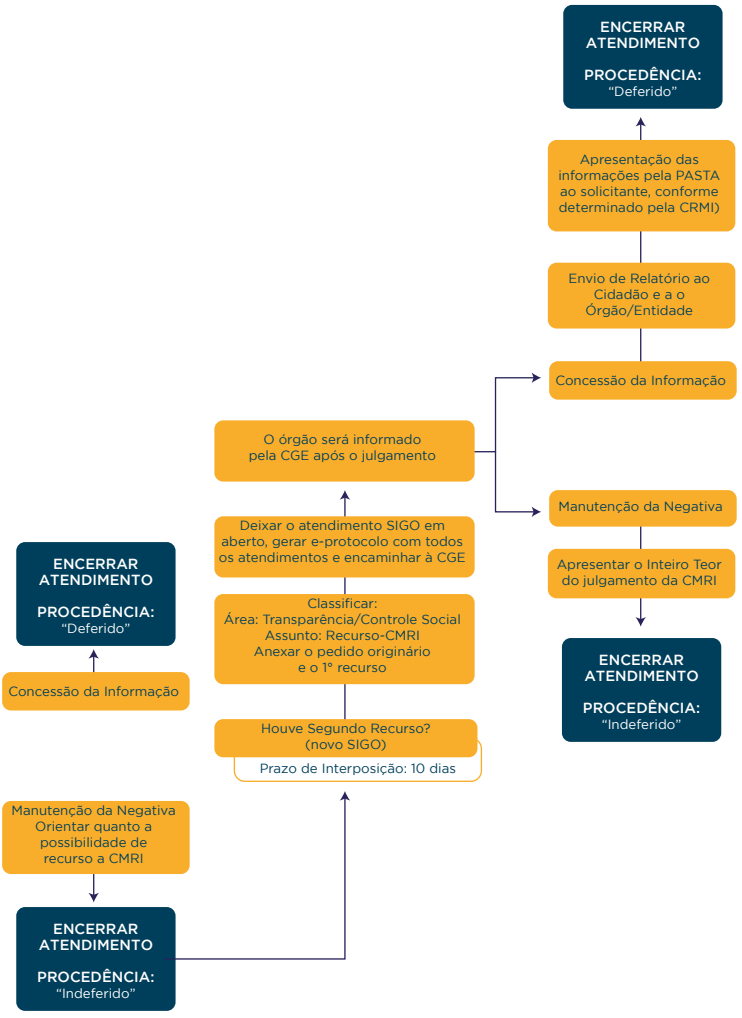 ENCERRAR
ATENDIMENTO
PROCEDÊNCIA:
“Deferido”
Apresentação das
informações pela PASTA
ao solicitante, conforme
determinado pela CRMI)
Envio de Relatório ao
Cidadão e a o
Órgão/Entidade
Concessão da Informação
O órgão será informado
pela CGE após o julgamento
Manutenção da Negativa
Apresentar o Inteiro Teor
do julgamento da CMRI
ENCERRAR
ATENDIMENTO
PROCEDÊNCIA:
“Indeferido”
Deixar o atendimento SIGO em
aberto, gerar e-protocolo com todos
os atendimentos e encaminhar à CGE
Classificar:
Área: Transparência/Controle Social
Assunto: Recurso-CMRI
Anexar o pedido originário
e o 1° recurso
Houve Segundo Recurso?
(novo SIGO)
Prazo de Interposição: 10 dias
ENCERRAR
ATENDIMENTO
PROCEDÊNCIA:
“Deferido”
Concessão da Informação
Manutenção da Negativa
Orientar quanto a
possibilidade de
recurso a CMRI
ENCERRAR
ATENDIMENTO
PROCEDÊNCIA:
“Indeferido”